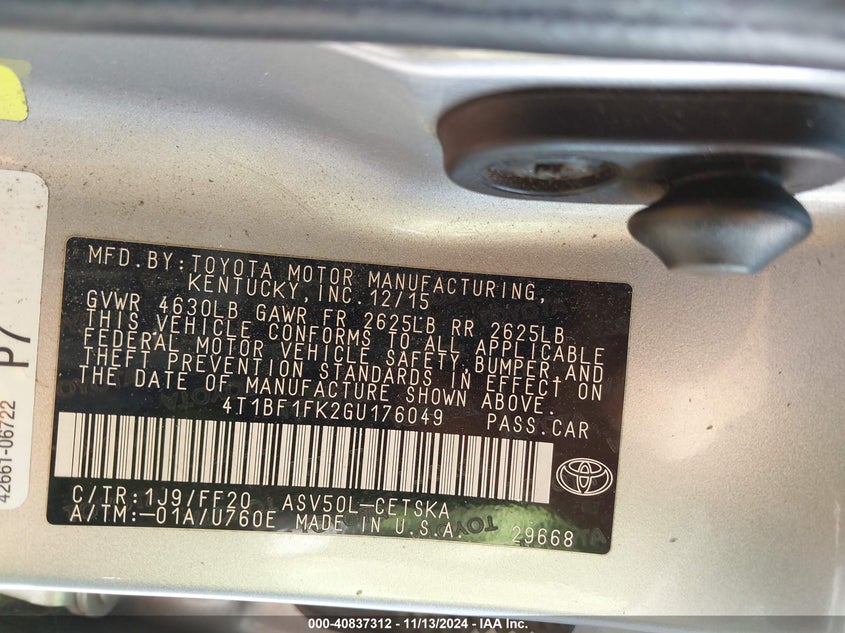 MFD.BY:TOYOTA MOTOR MANUFACTURING,
KENTUCKY,INC.12/15
GVWR 4630LB GAWR FR 2625LB RR 2625LB
THIS VEHICLE CONFORMS TO ALL APPLICABLE
FEDERAL MOTOR VEHICLE SAFETY,BUMPER AND
THEFT PREVENTION STANDARDS IN EFFECT ON
THE DATE OF MANUFACTURE SHOWN ABOVE.
4T1BF1FK2GU176049 PASS.CAR
C/TR:1J9/FF20 ASV50L-CETSKA
A/TM:-01A/U760E MADE IN U.S.A. 29668
42661-06722
P7
TOYOTA
TOYOTA
000-40837312 - 11/13/2024 - IAA Inc.